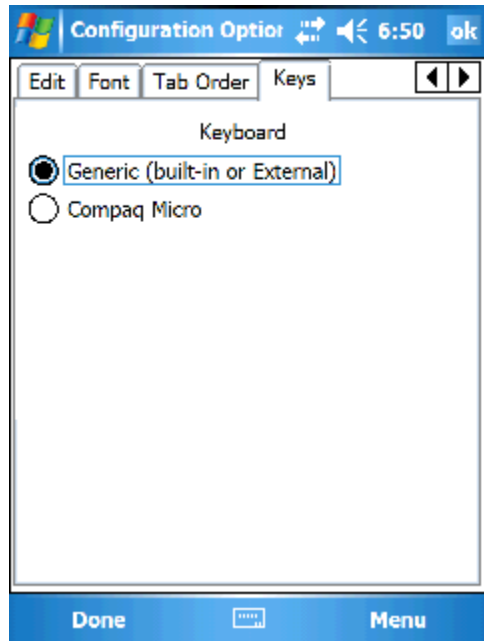 Configuration Optior 6:50 ok
Edit Font Tab Order Keys
Keyboard
Generic (built-in or External)
Compaq Micro
Done Menu